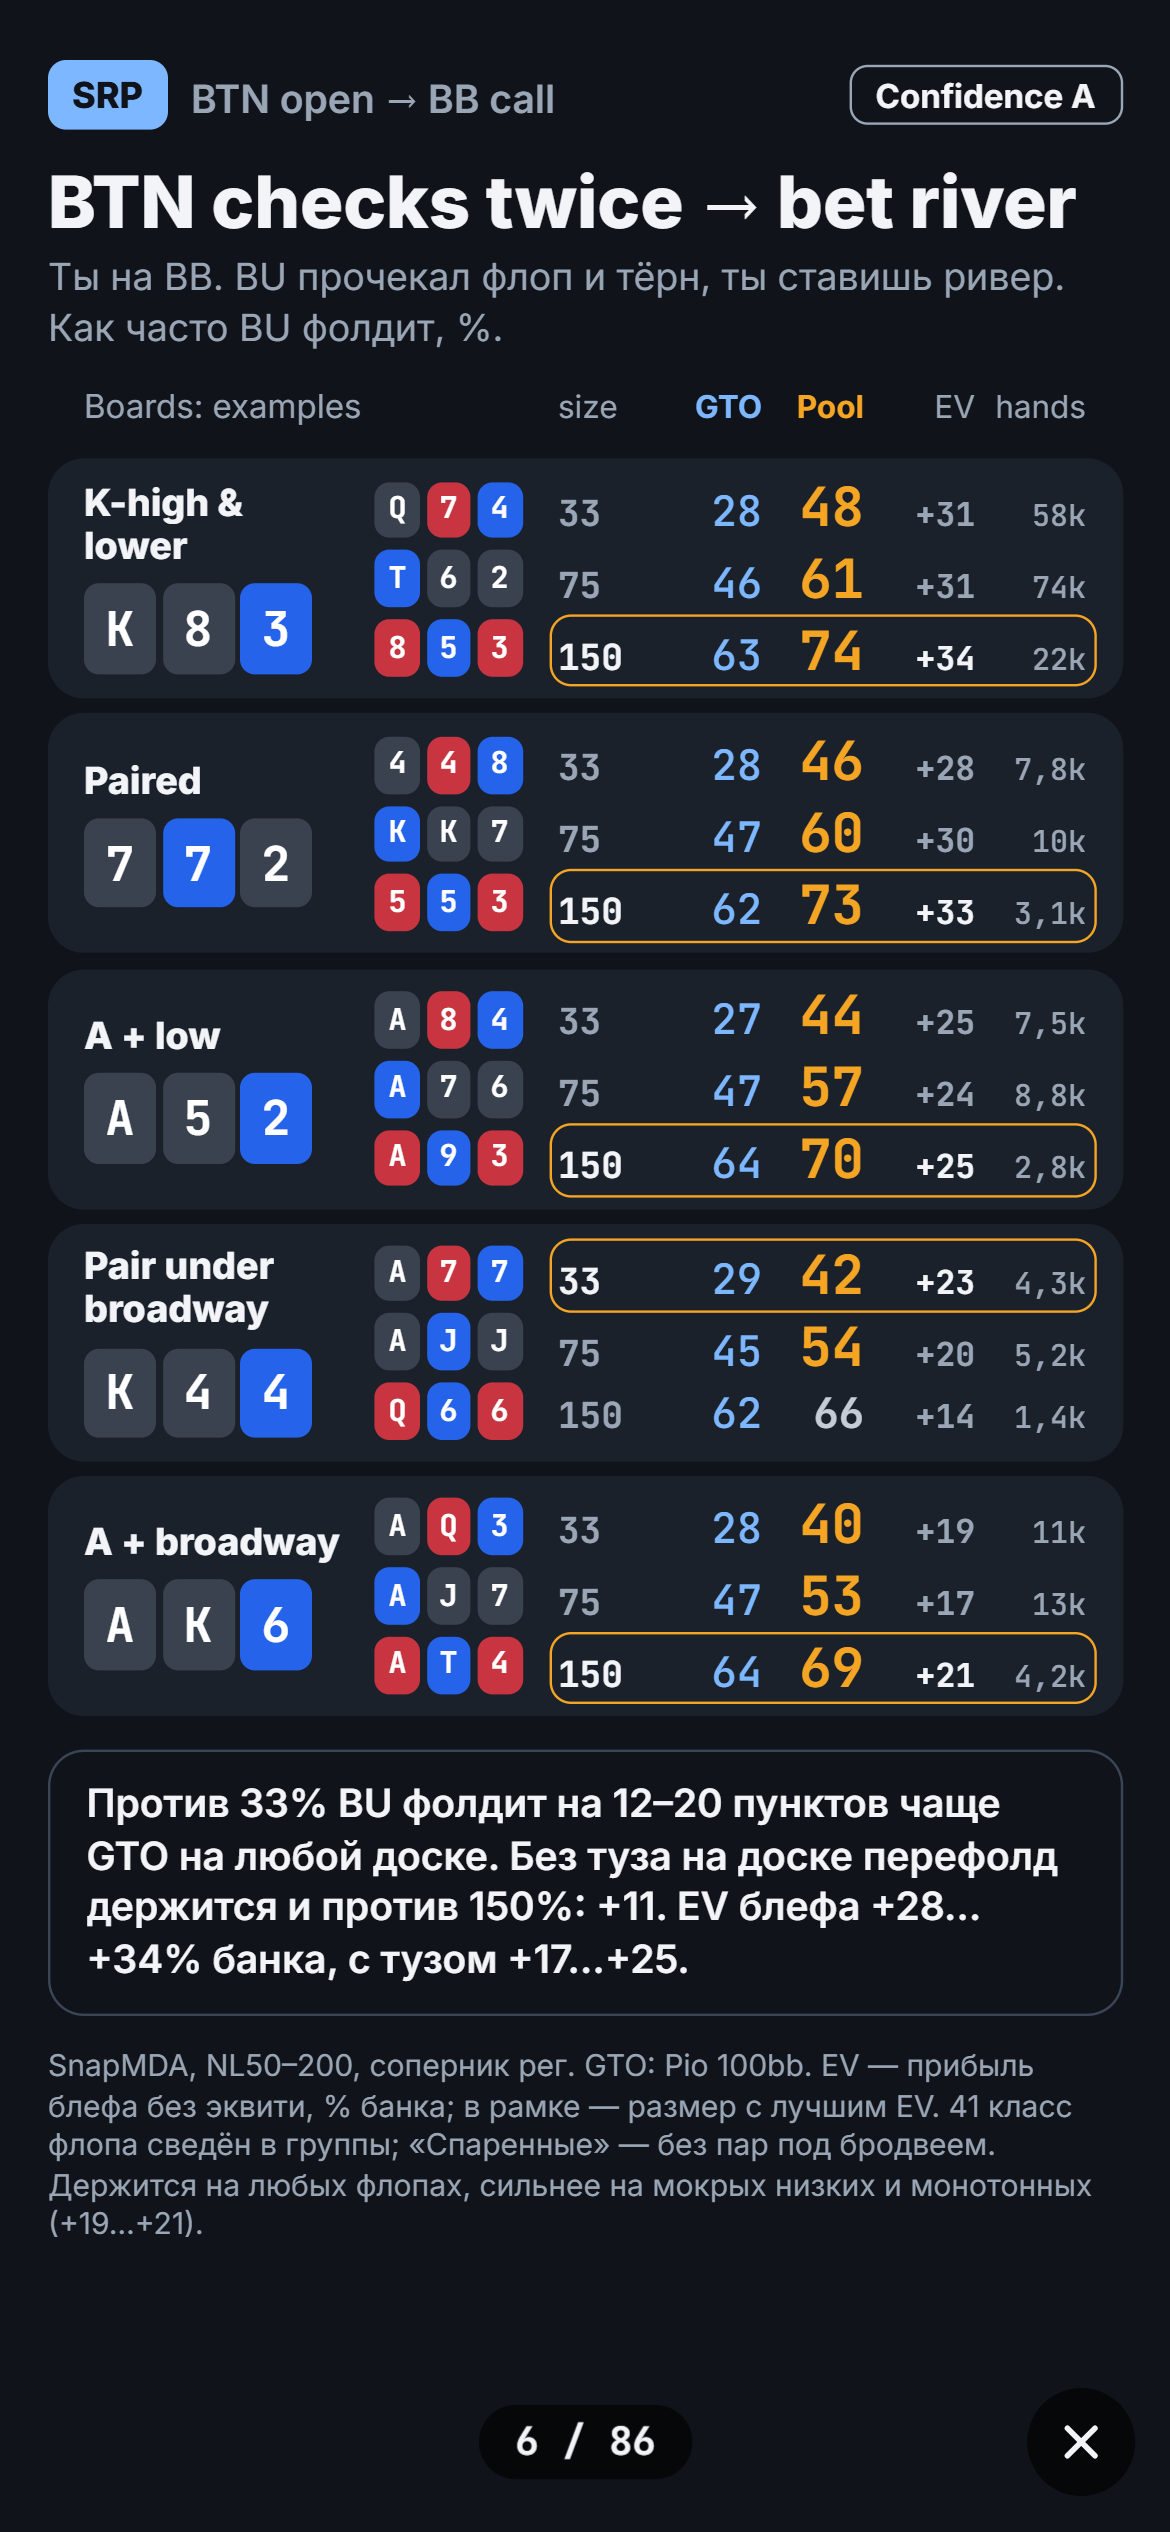 SRP BTN open → BB call Confidence A
BTN checks twice → bet river
Ты на BB. BU прочекал флоп и тёрн, ты ставишь ривер.
Как часто BU фолдит, %.
Boards: examples size GTO Pool EV hands
K-high &
lower
K 8 3
Q 7 4 33 28 48 +31 58k
T 6 2 75 46 61 +31 74k
8 5 3 150 63 74 +34 22k
Paired
7 7 2
4 4 8 33 28 46 +28 7,8k
K K 7 75 47 60 +30 10k
5 5 3 150 62 73 +33 3,1k
A + low
A 5 2
A 8 4 33 27 44 +25 7,5k
A 7 6 75 47 57 +24 8,8k
A 9 3 150 64 70 +25 2,8k
Pair under
broadway
K 4 4
A 7 7 33 29 42 +23 4,3k
A J J 75 45 54 +20 5,2k
Q 6 6 150 62 66 +14 1,4k
A + broadway
A K 6
A Q 3 33 28 40 +19 11k
A J 7 75 47 53 +17 13k
A T 4 150 64 69 +21 4,2k
Против 33% BU фолдит на 12–20 пунктов чаще
GTO на любой доске. Без туза на доске перефолд
держится и против 150%: +11. EV блефа +28…
+34% банка, с тузом +17…+25.
SnapMDA, NL50–200, соперник рег. GTO: Pio 100bb. EV — прибыль
блефа без эквити, % банка; в рамке — размер с лучшим EV. 41 класс
флопа сведён в группы; «Спаренные» — без пар под бродвеем.
Держится на любых флопах, сильнее на мокрых низких и монотонных
(+19…+21).
6 / 86